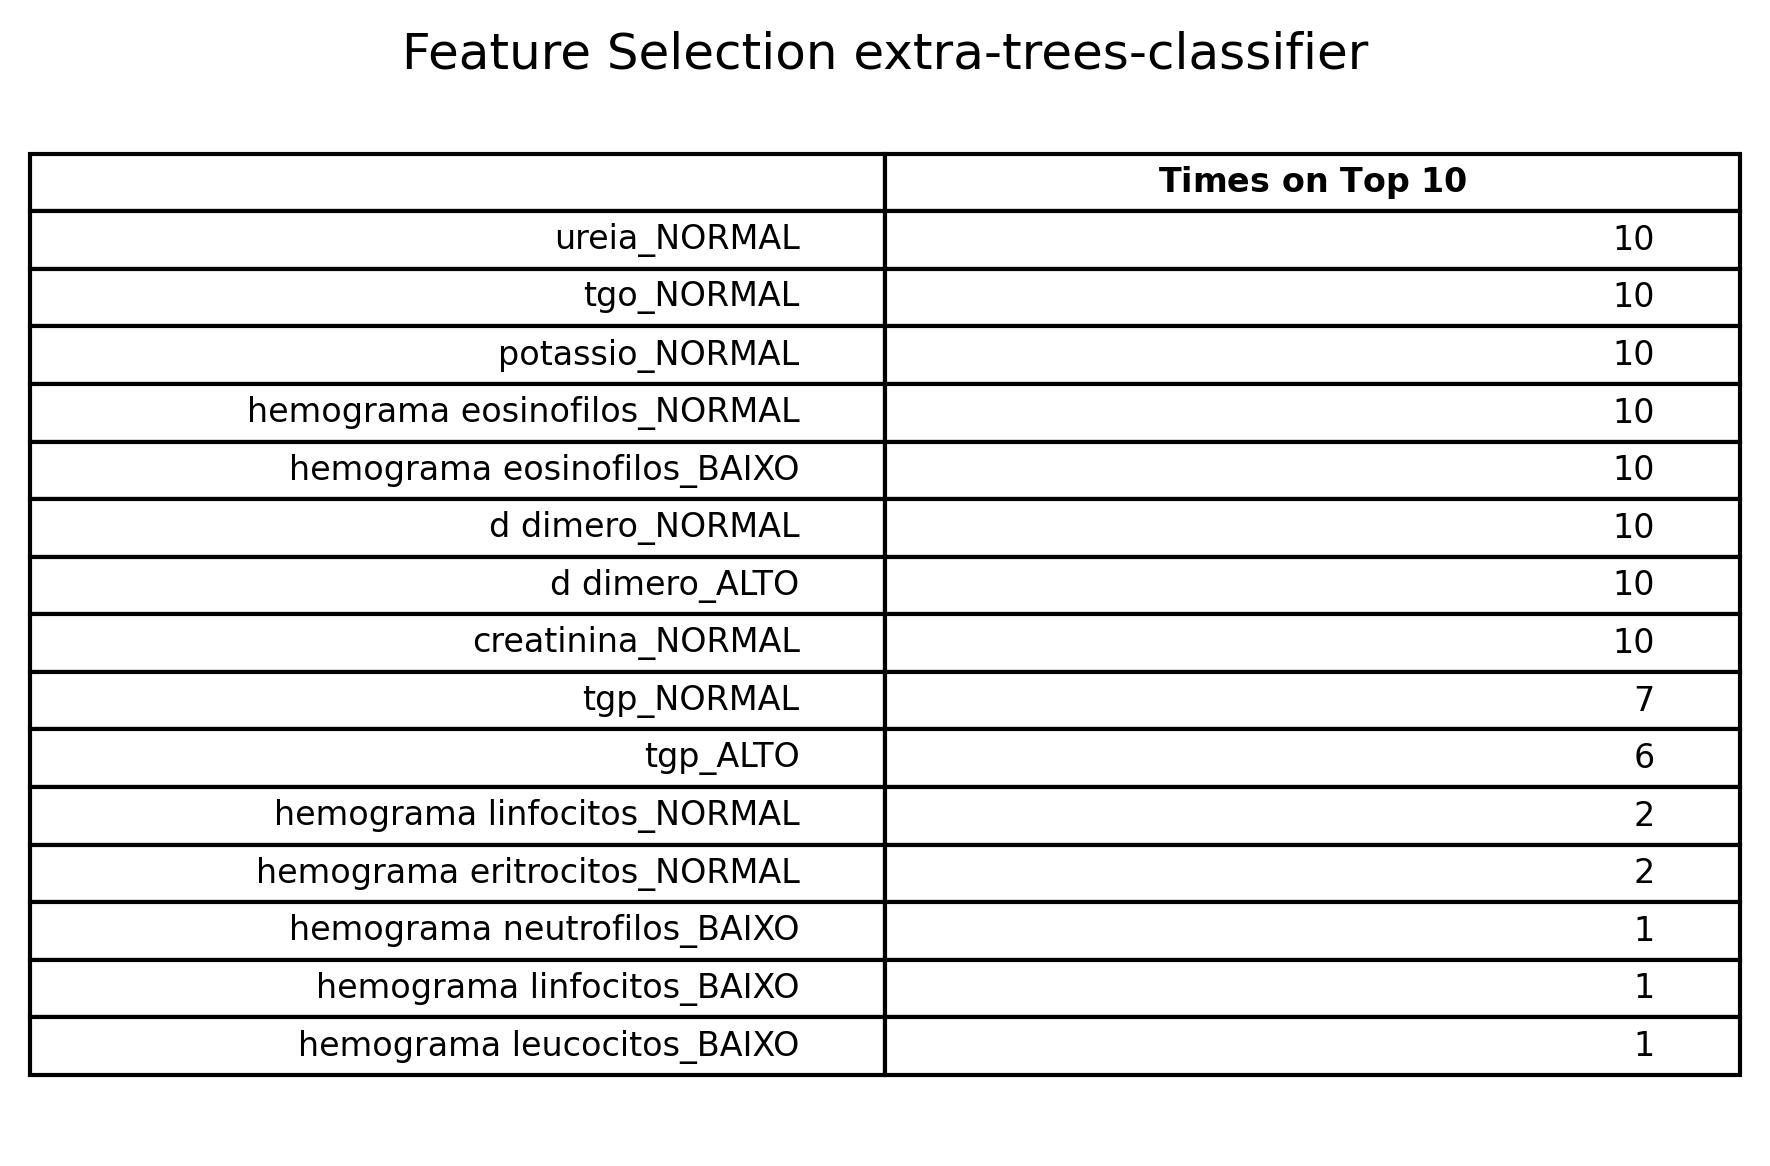 Feature Selection extra-trees-classifier
Times on Top 10
ureia_NORMAL 10
tgo_NORMAL 10
potassio_NORMAL 10
hemograma eosinofilos_NORMAL 10
hemograma eosinofilos_BAIXO 10
d dimero_NORMAL 10
d dimero_ALTO 10
creatinina_NORMAL 10
tgp_NORMAL 7
tgp_ALTO 6
hemograma linfocitos_NORMAL 2
hemograma eritrocitos_NORMAL 2
hemograma neutrofilos_BAIXO 1
hemograma linfocitos_BAIXO 1
hemograma leucocitos_BAIXO 1